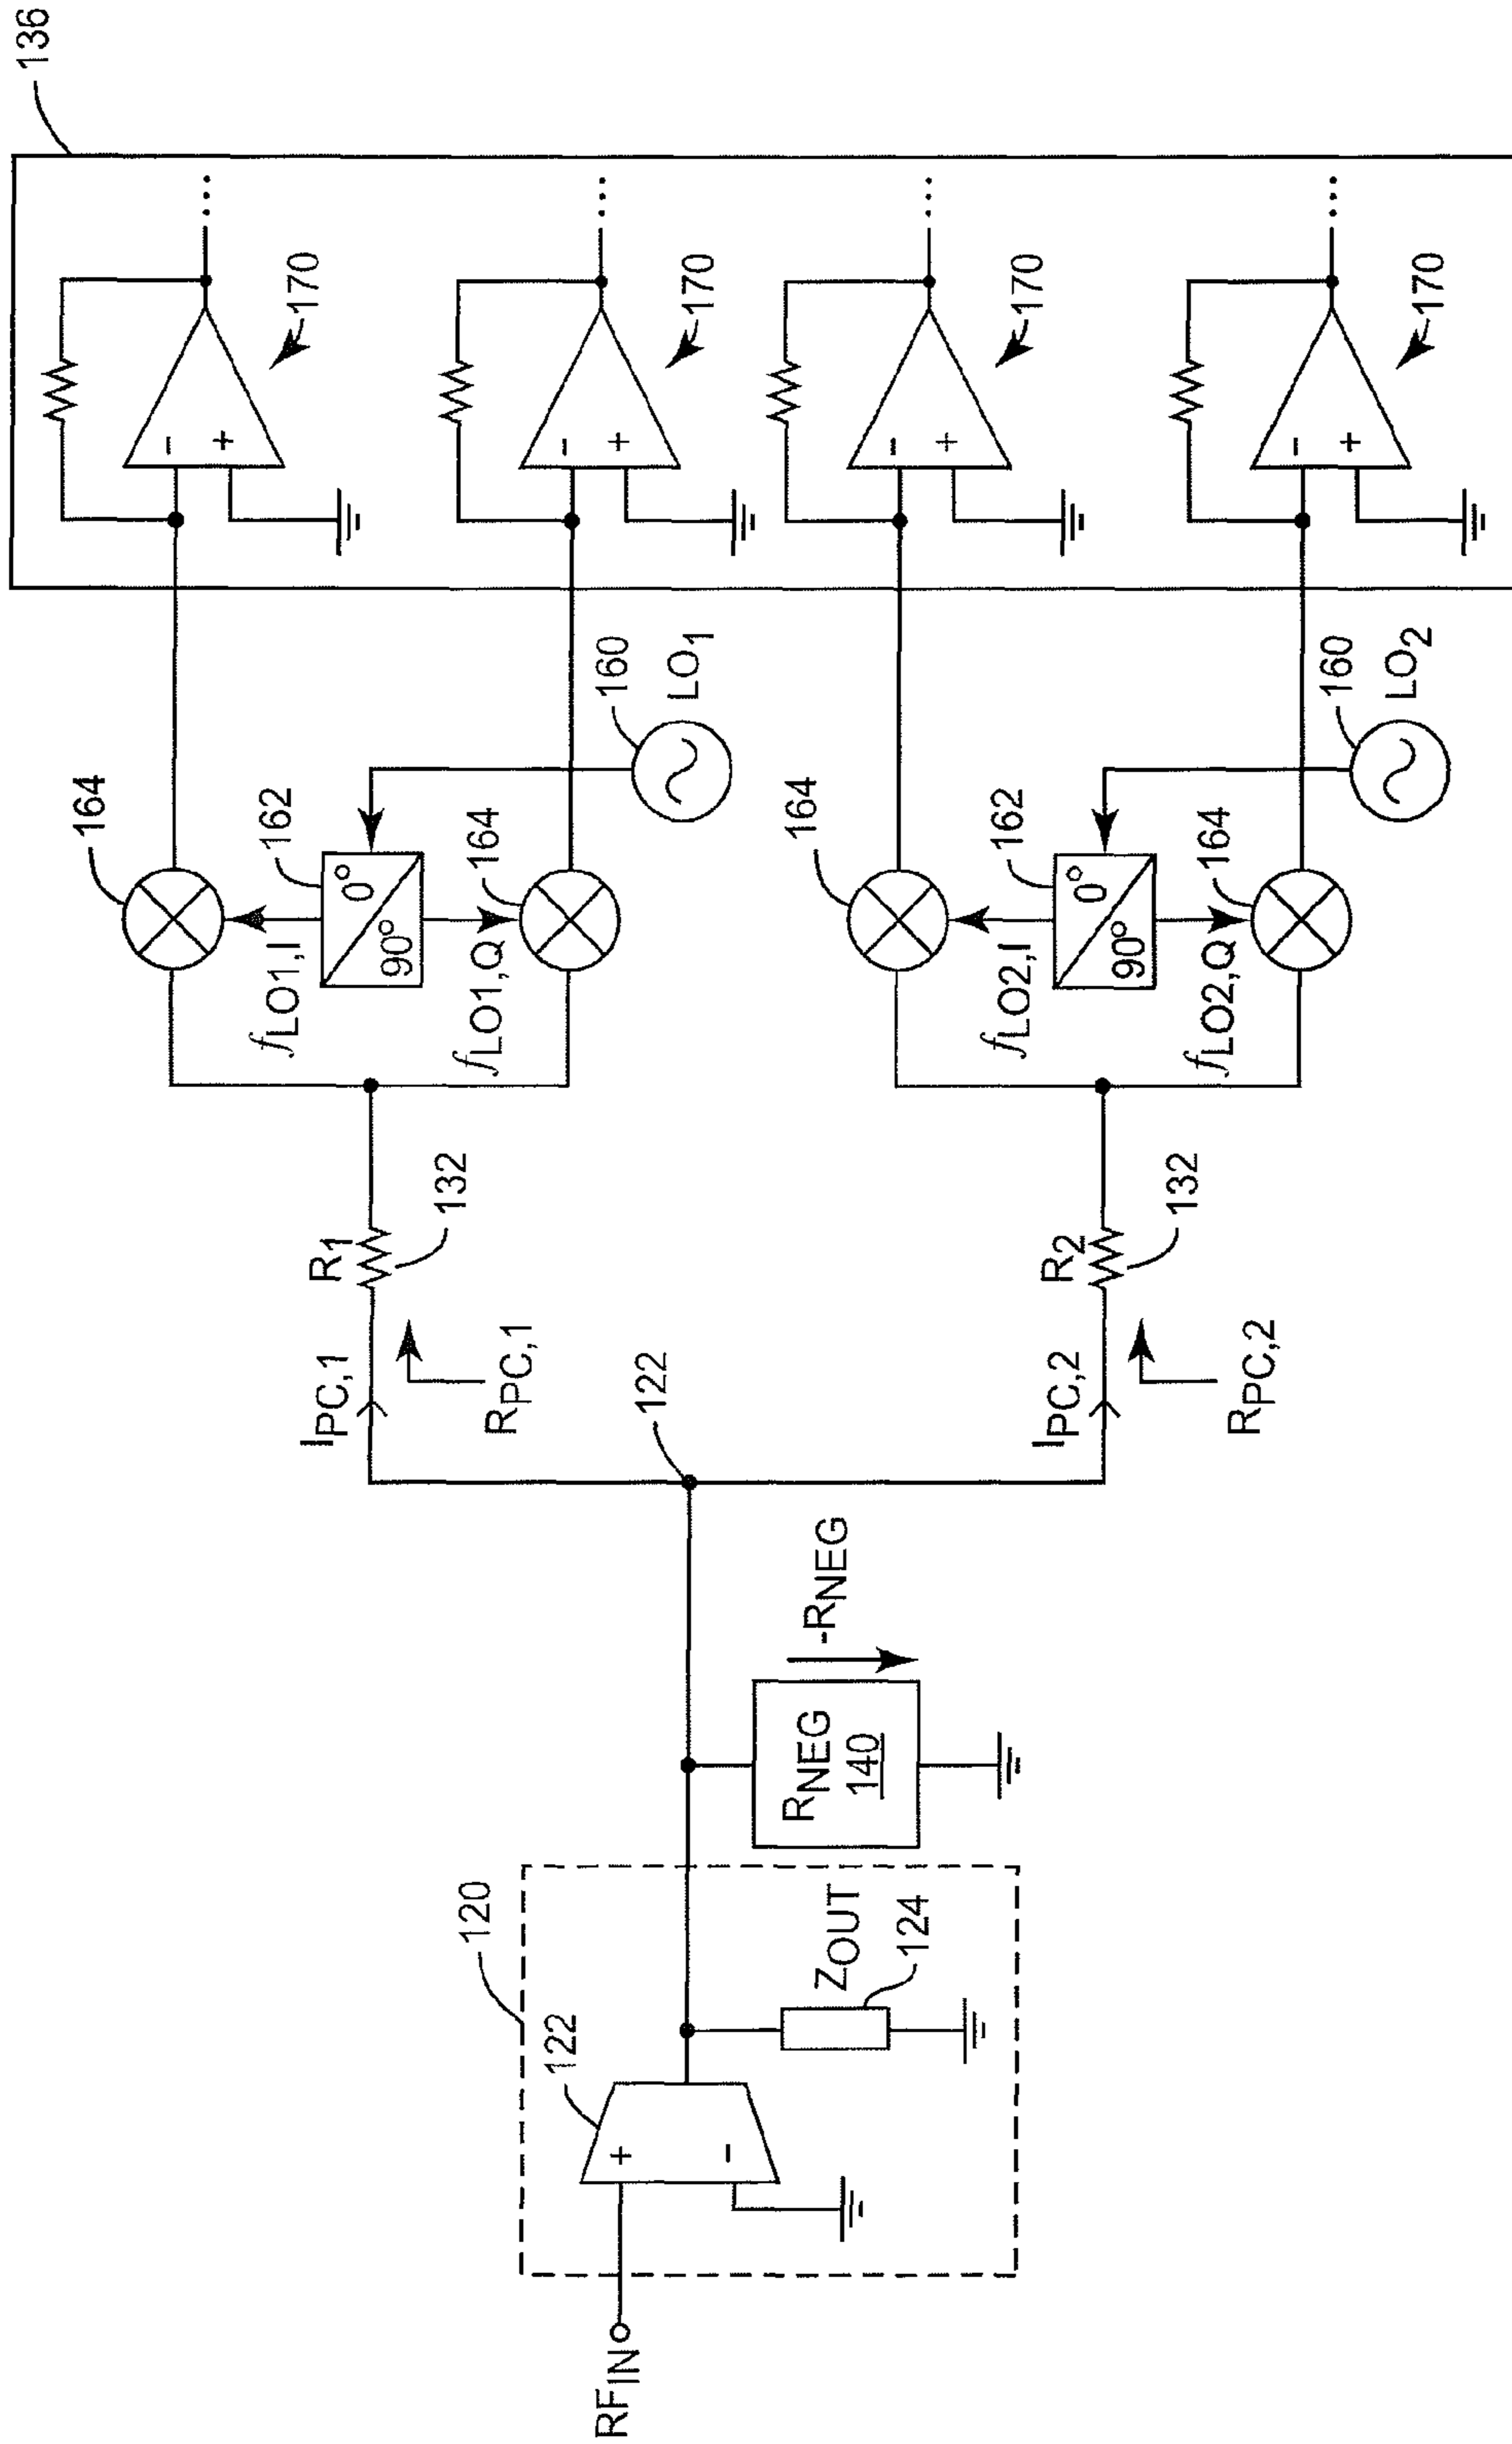 136
170
170
170
170
-
+
-
+
-
+
-
+
164
162
0°
90°
164
160
LO1
fLO1,I
fLO1,Q
164
162
0°
90°
164
160
LO2
fLO2,I
fLO2,Q
R1
132
IPC,1
RPC,1
R2
132
IPC,2
RPC,2
122
-RNEG
RNEG
140
120
122
+
-
ZOUT
124
RFIN